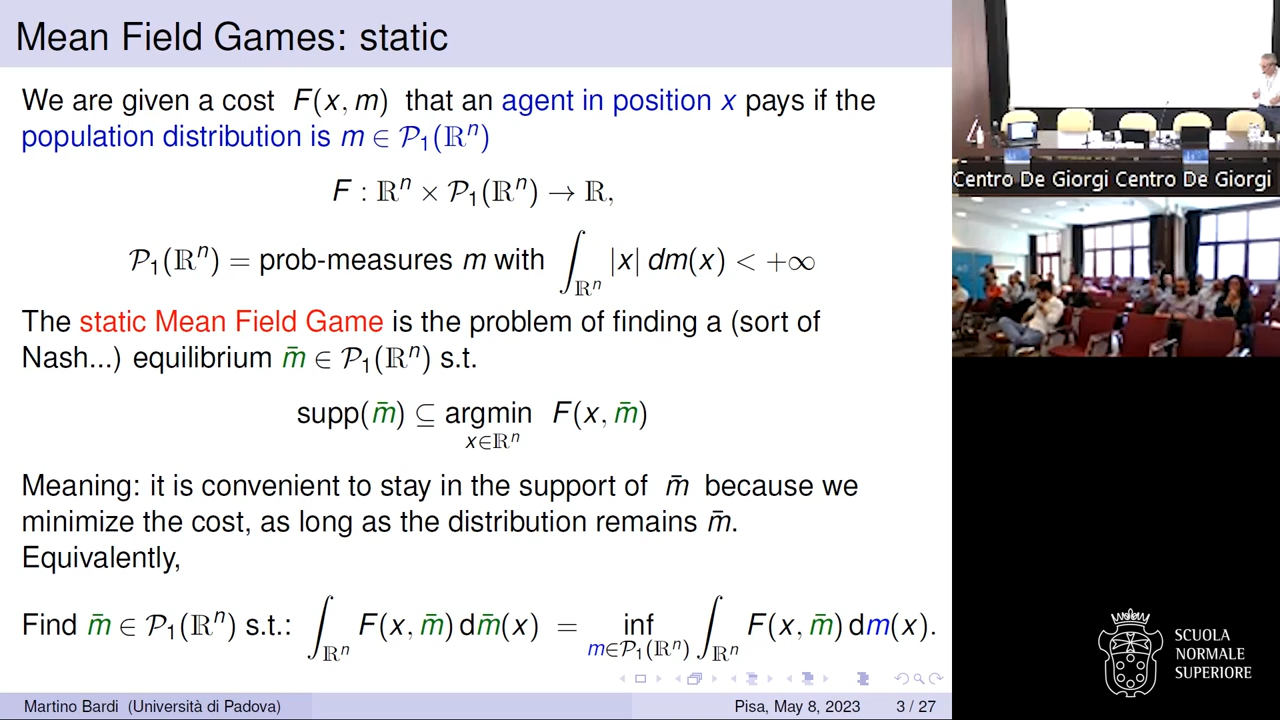 Mean Field Games: static
We are given a cost F(x, m) that an agent in position x pays if the
population distribution is m ∈ 𝒫₁(ℝⁿ)
F : ℝⁿ × 𝒫₁(ℝⁿ) → ℝ,
𝒫₁(ℝⁿ) = prob-measures m with ∫_ℝⁿ |x| dm(x) < +∞
The static Mean Field Game is the problem of finding a (sort of
Nash...) equilibrium m̄ ∈ 𝒫₁(ℝⁿ) s.t.
supp(m̄) ⊆ argmin F(x, m̄)
x∈ℝⁿ
Meaning: it is convenient to stay in the support of m̄ because we
minimize the cost, as long as the distribution remains m̄.
Equivalently,
Find m̄ ∈ 𝒫₁(ℝⁿ) s.t.: ∫_ℝⁿ F(x, m̄) dm̄(x) = inf ∫_ℝⁿ F(x, m̄) dm(x).
m∈𝒫₁(ℝⁿ)
Martino Bardi (Università di Padova)
Pisa, May 8, 2023
3 / 27
Centro De Giorgi Centro De Giorgi
SCUOLA
NORMALE
SUPERIORE